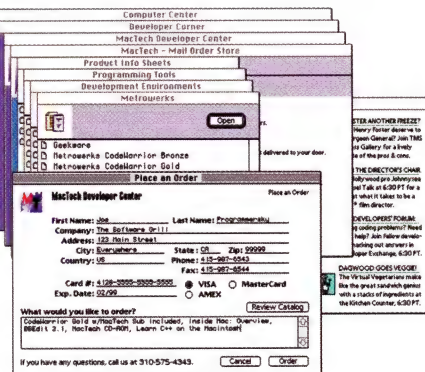 Computer Center
Developer Corner
MacTech Developer Center
MacTech - Mail Order Store
Product Info Sheets
Programming Tools
Development Environments
Metrowerks
Open
Geekware
Metrowerks CodeWarrior Bronze
Metrowerks CodeWarrior Gold
delivered to your door.
Place an Order
MacTech Developer Center
Place an Order
First Name: Joe Last Name: Programmersky
Company: The Software Grill
Address: 123 Main Street
City: Everywhere State: CA Zip: 99999
Country: US Phone: 415-987-6543
Fax: 415-987-6544
Card #: 4128-5555-5555-5555 VISA MasterCard
Exp. Date: 02/99 AMEX
What would you like to order?
Review Catalog
CodeWarrior Gold w/MacTech Sub included, Inside Mac: Overview,
BBEdit 3.1, MacTech CD-ROM, Learn C++ on the Macintosh
If you have any questions, call us at 310-575-4343.
Cancel
Order
STER ANOTHER FREEZE?
Henry Foster deserve to
rgeon General? Join TMS
s Gallery for a lively
e of the pros & cons.
THE DIRECTOR'S CHAIR
ollywood pro Johnny
el Talk at 6:30 PT for a
t what it takes to be a
film director.
DEVELOPERS' FORUM:
g coding problems? Need
help? Join fellow develo-
marking out answers in
loper Exchange, 6:30 PT.
DAGWOOD GOES VEGGIE!
The Virtual Vegetarians make
like the great sandwich genius
with a stacks of ingredients at
the Kitchen Counter, 6:30 PT.